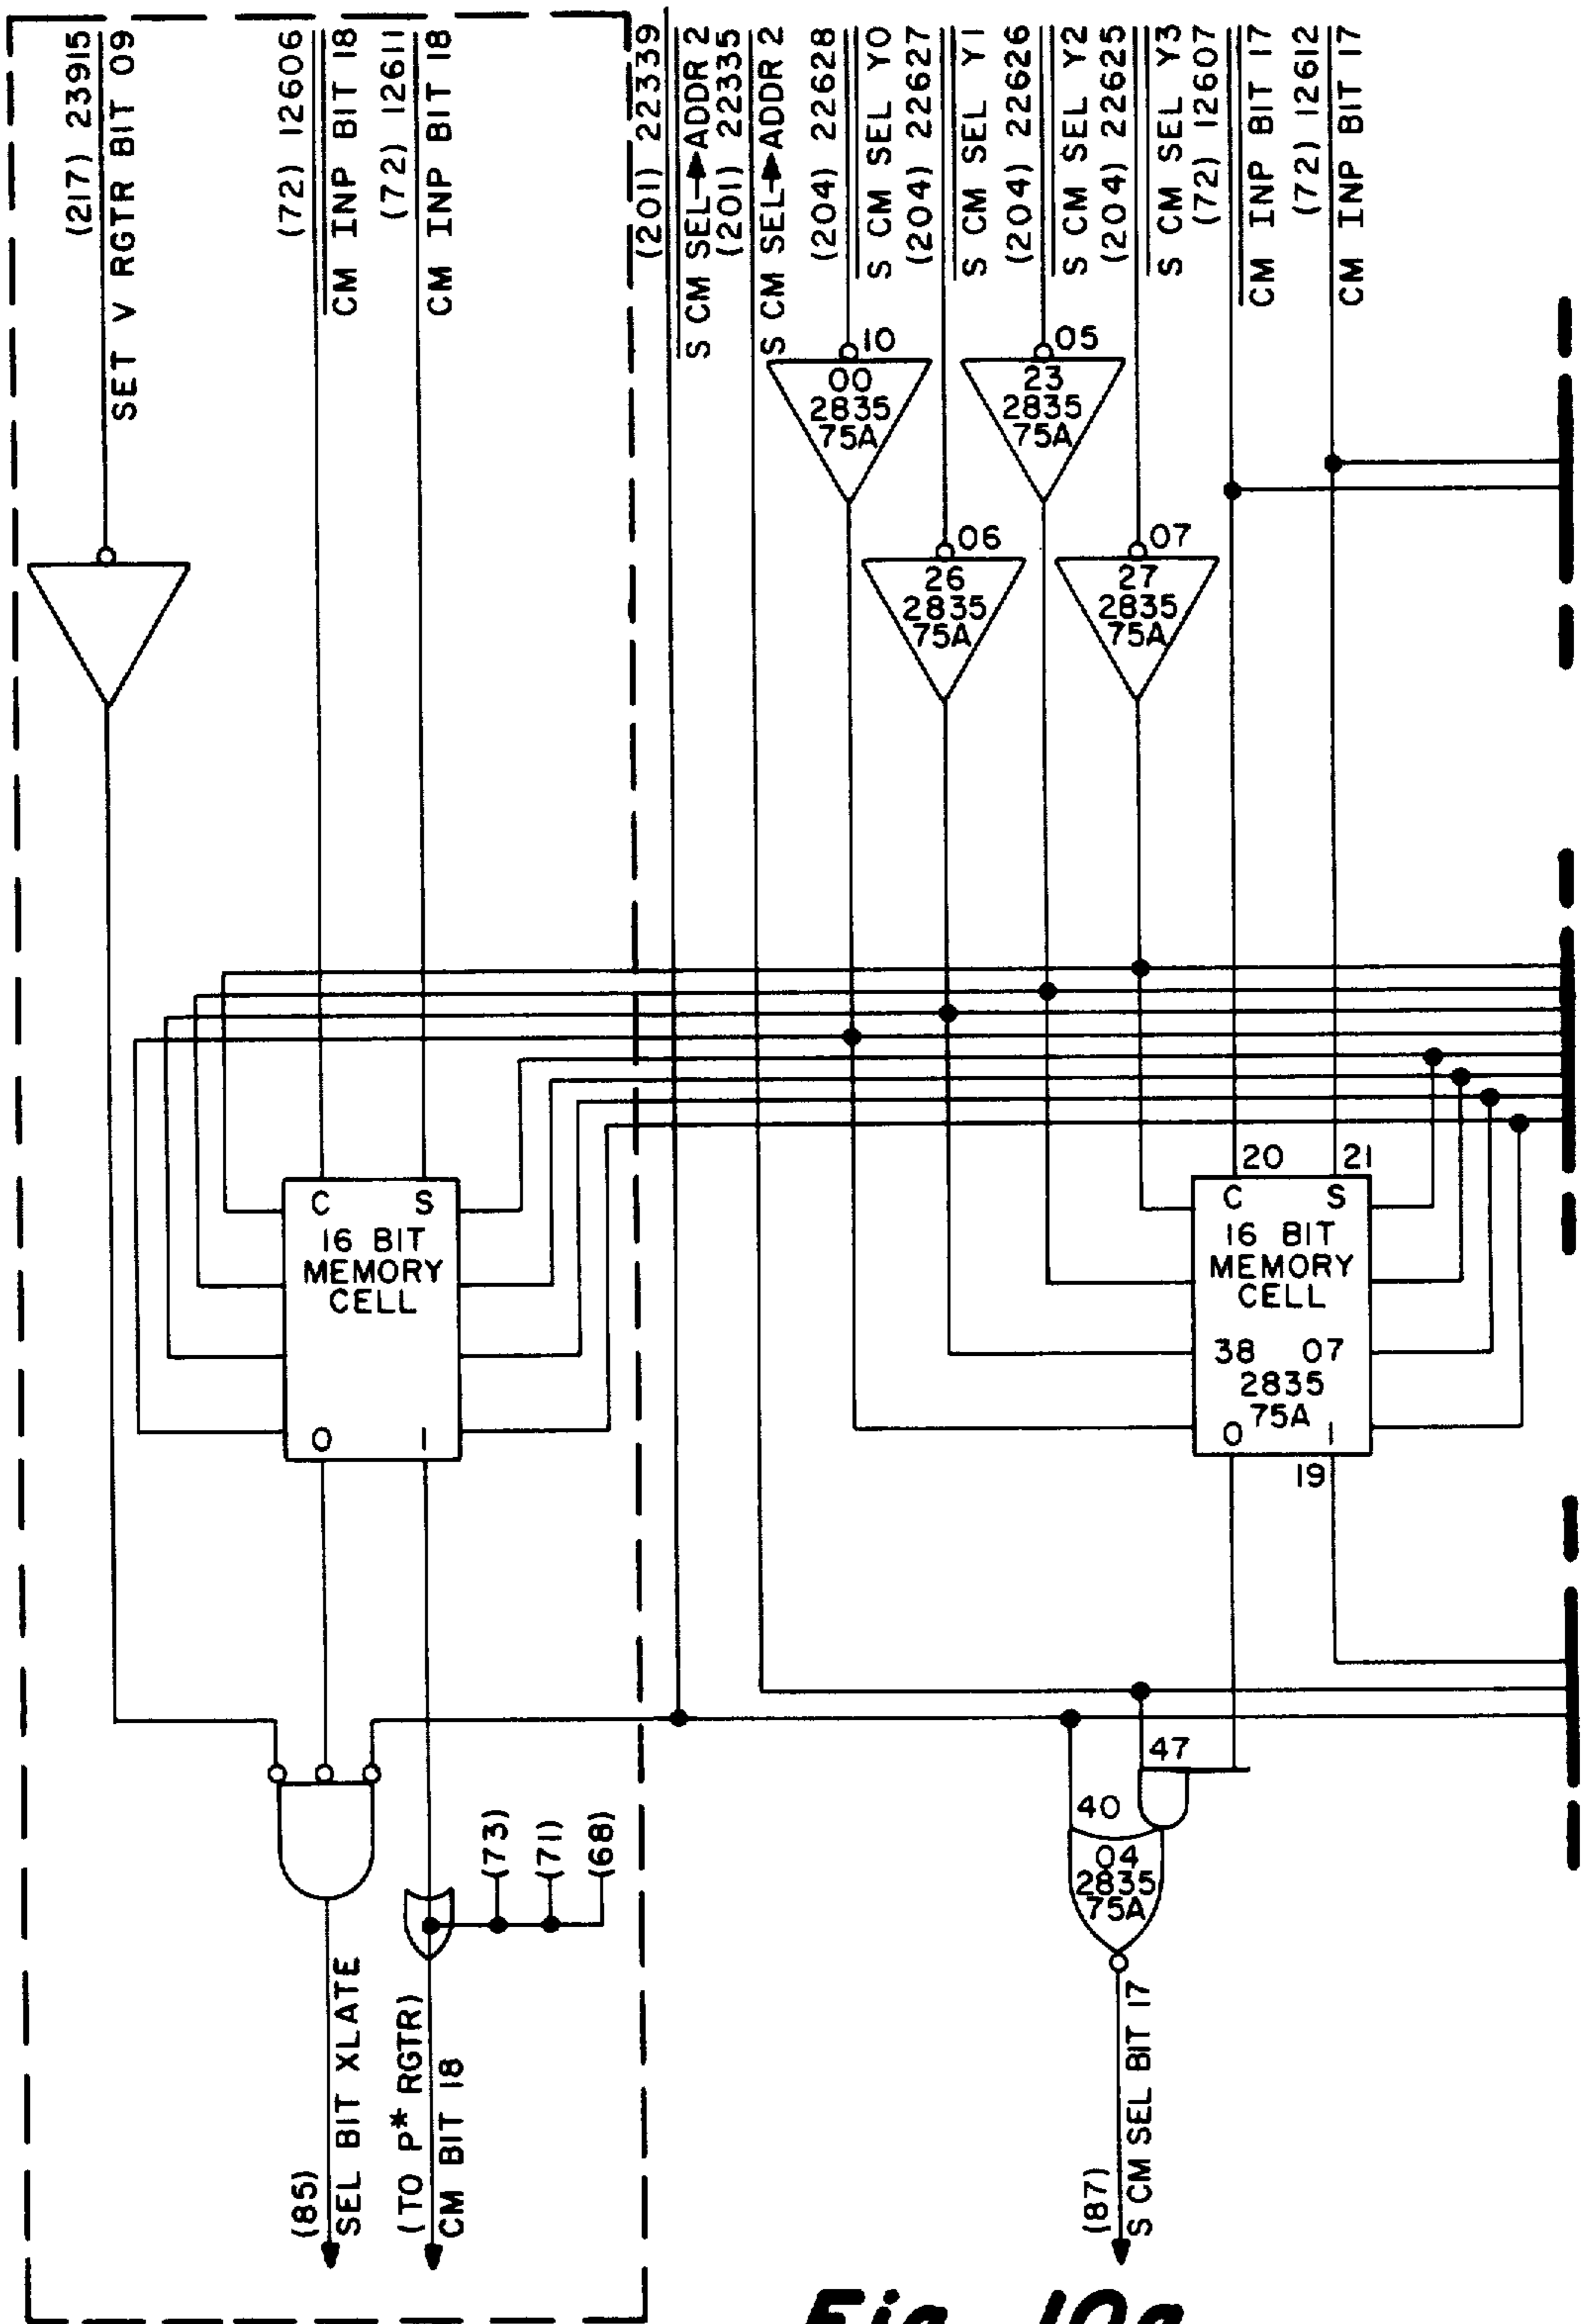 (217) 23915
SET V RGTR BIT 09
(72) 12606
CM INP BIT 18
(72) 12611
CM INP BIT 18
(201) 22339
S CM SEL→ADDR 2
(201) 22335
S CM SEL→ADDR 2
(204) 22628
S CM SEL Y0
(204) 22627
S CM SEL Y1
(204) 22626
S CM SEL Y2
(204) 22625
S CM SEL Y3
(72) 12607
CM INP BIT 17
(72) 12612
CM INP BIT 17
10
00
2835
75A
05
23
2835
75A
06
26
2835
75A
07
27
2835
75A
C S
16 BIT
MEMORY
CELL
0 1
20 21
C S
16 BIT
MEMORY
CELL
38 07
2835
75A
0 1
19
47
40
04
2835
75A
(73)
(71)
(68)
(85)
SEL BIT XLATE
(TO P* RGTR)
CM BIT 18
(87)
S CM SEL BIT 17
Fig. 10a